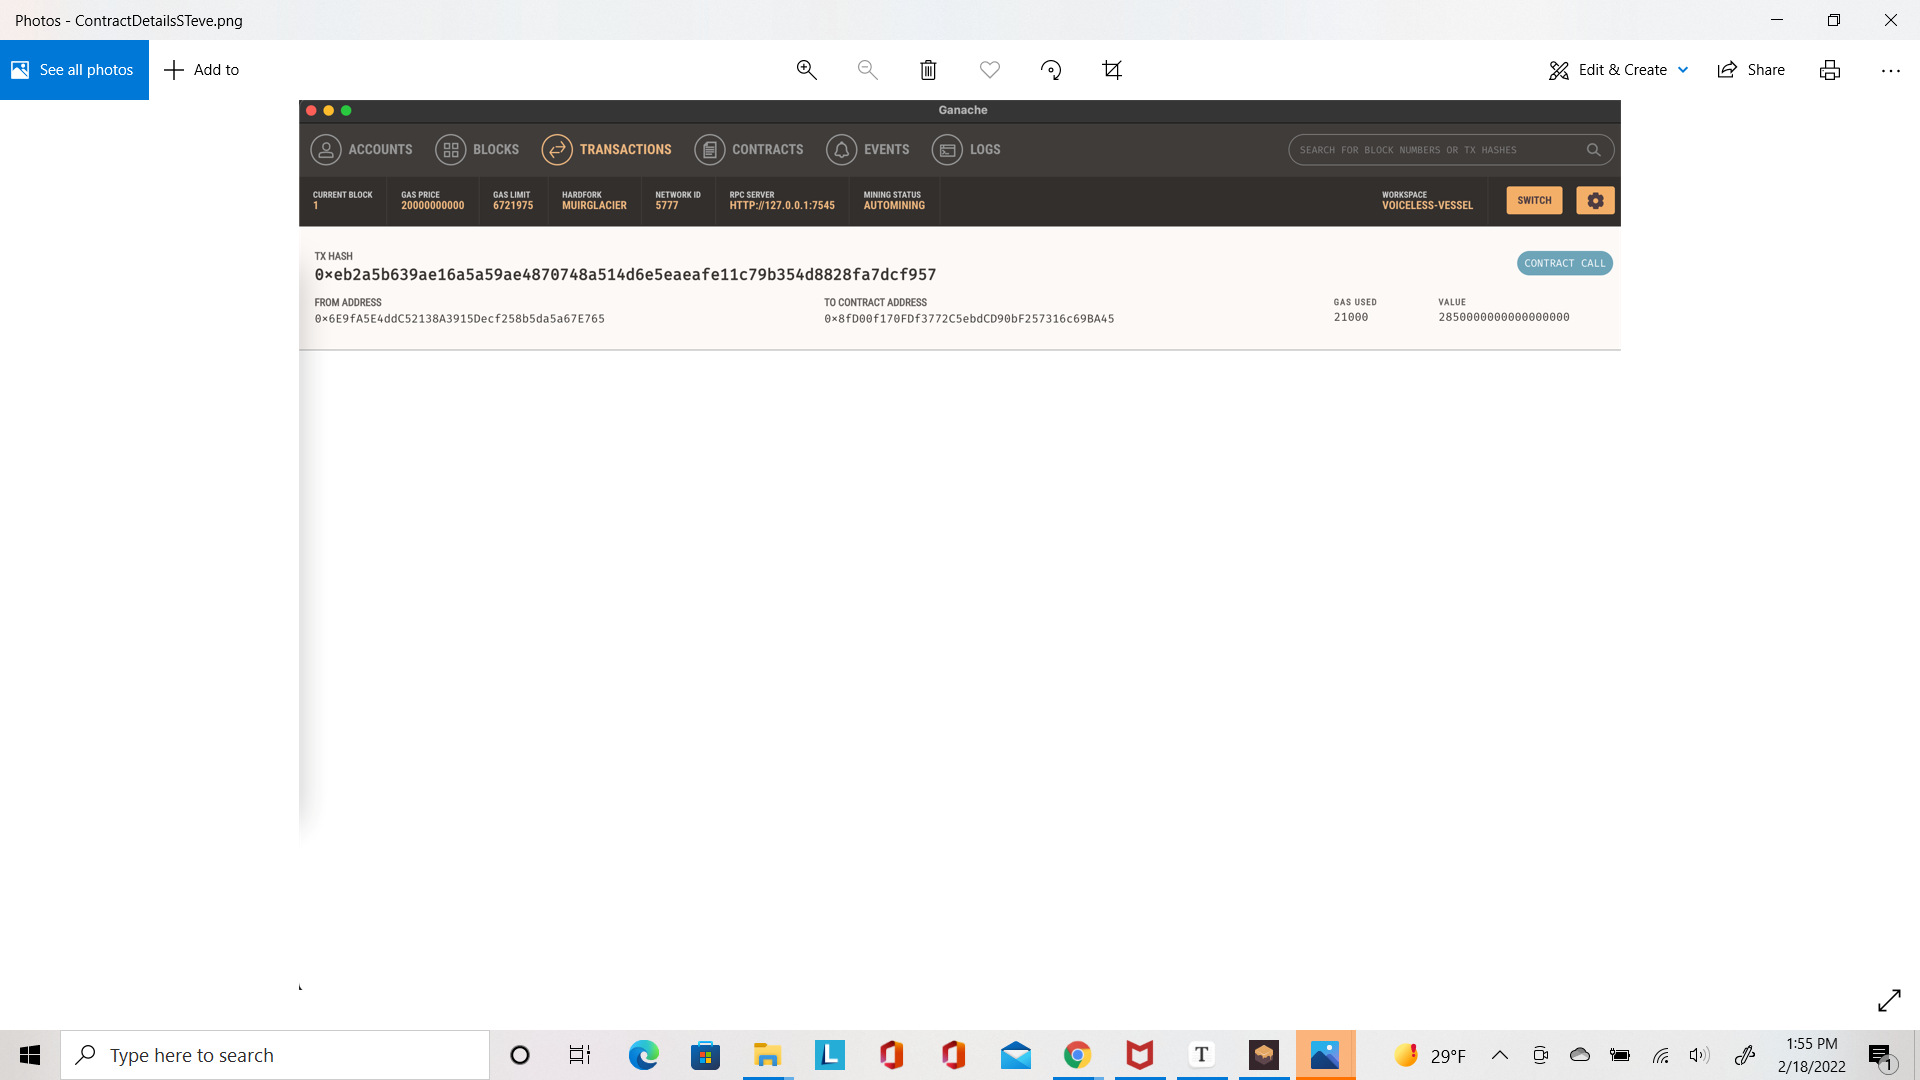 Photos - ContractDetailsSTeve.png
See all photos
Add to
Edit & Create
Share
Ganache
ACCOUNTS
BLOCKS
TRANSACTIONS
CONTRACTS
EVENTS
LOGS
SEARCH FOR BLOCK NUMBERS OR TX HASHES
CURRENT BLOCK
1
GAS PRICE
20000000000
GAS LIMIT
6721975
HARDFORK
MUIRGLACIER
NETWORK ID
5777
RPC SERVER
HTTP://127.0.0.1:7545
MINING STATUS
AUTOMINING
WORKSPACE
VOICELESS-VESSEL
SWITCH
TX HASH
0×eb2a5b639ae16a5a59ae4870748a514d6e5eaeafe11c79b354d8828fa7dcf957
CONTRACT CALL
FROM ADDRESS
0×6E9fA5E4ddC52138A3915Decf258b5da5a67E765
TO CONTRACT ADDRESS
0×8fD00f170FDf3772C5ebdCD90bF257316c69BA45
GAS USED
21000
VALUE
2850000000000000000
Type here to search
L
T
29°F
1:55 PM
2/18/2022
1